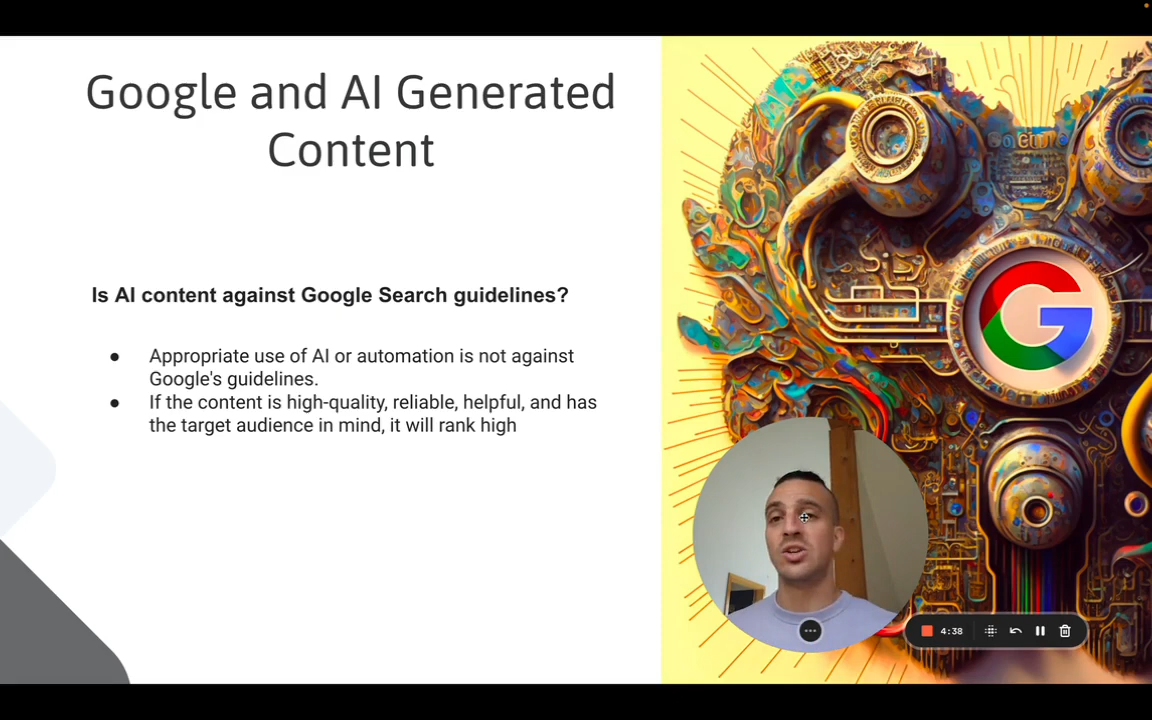 Google and AI Generated
Content
Is AI content against Google Search guidelines?
● Appropriate use of AI or automation is not against
Google's guidelines.
● If the content is high-quality, reliable, helpful, and has
the target audience in mind, it will rank high
4:38